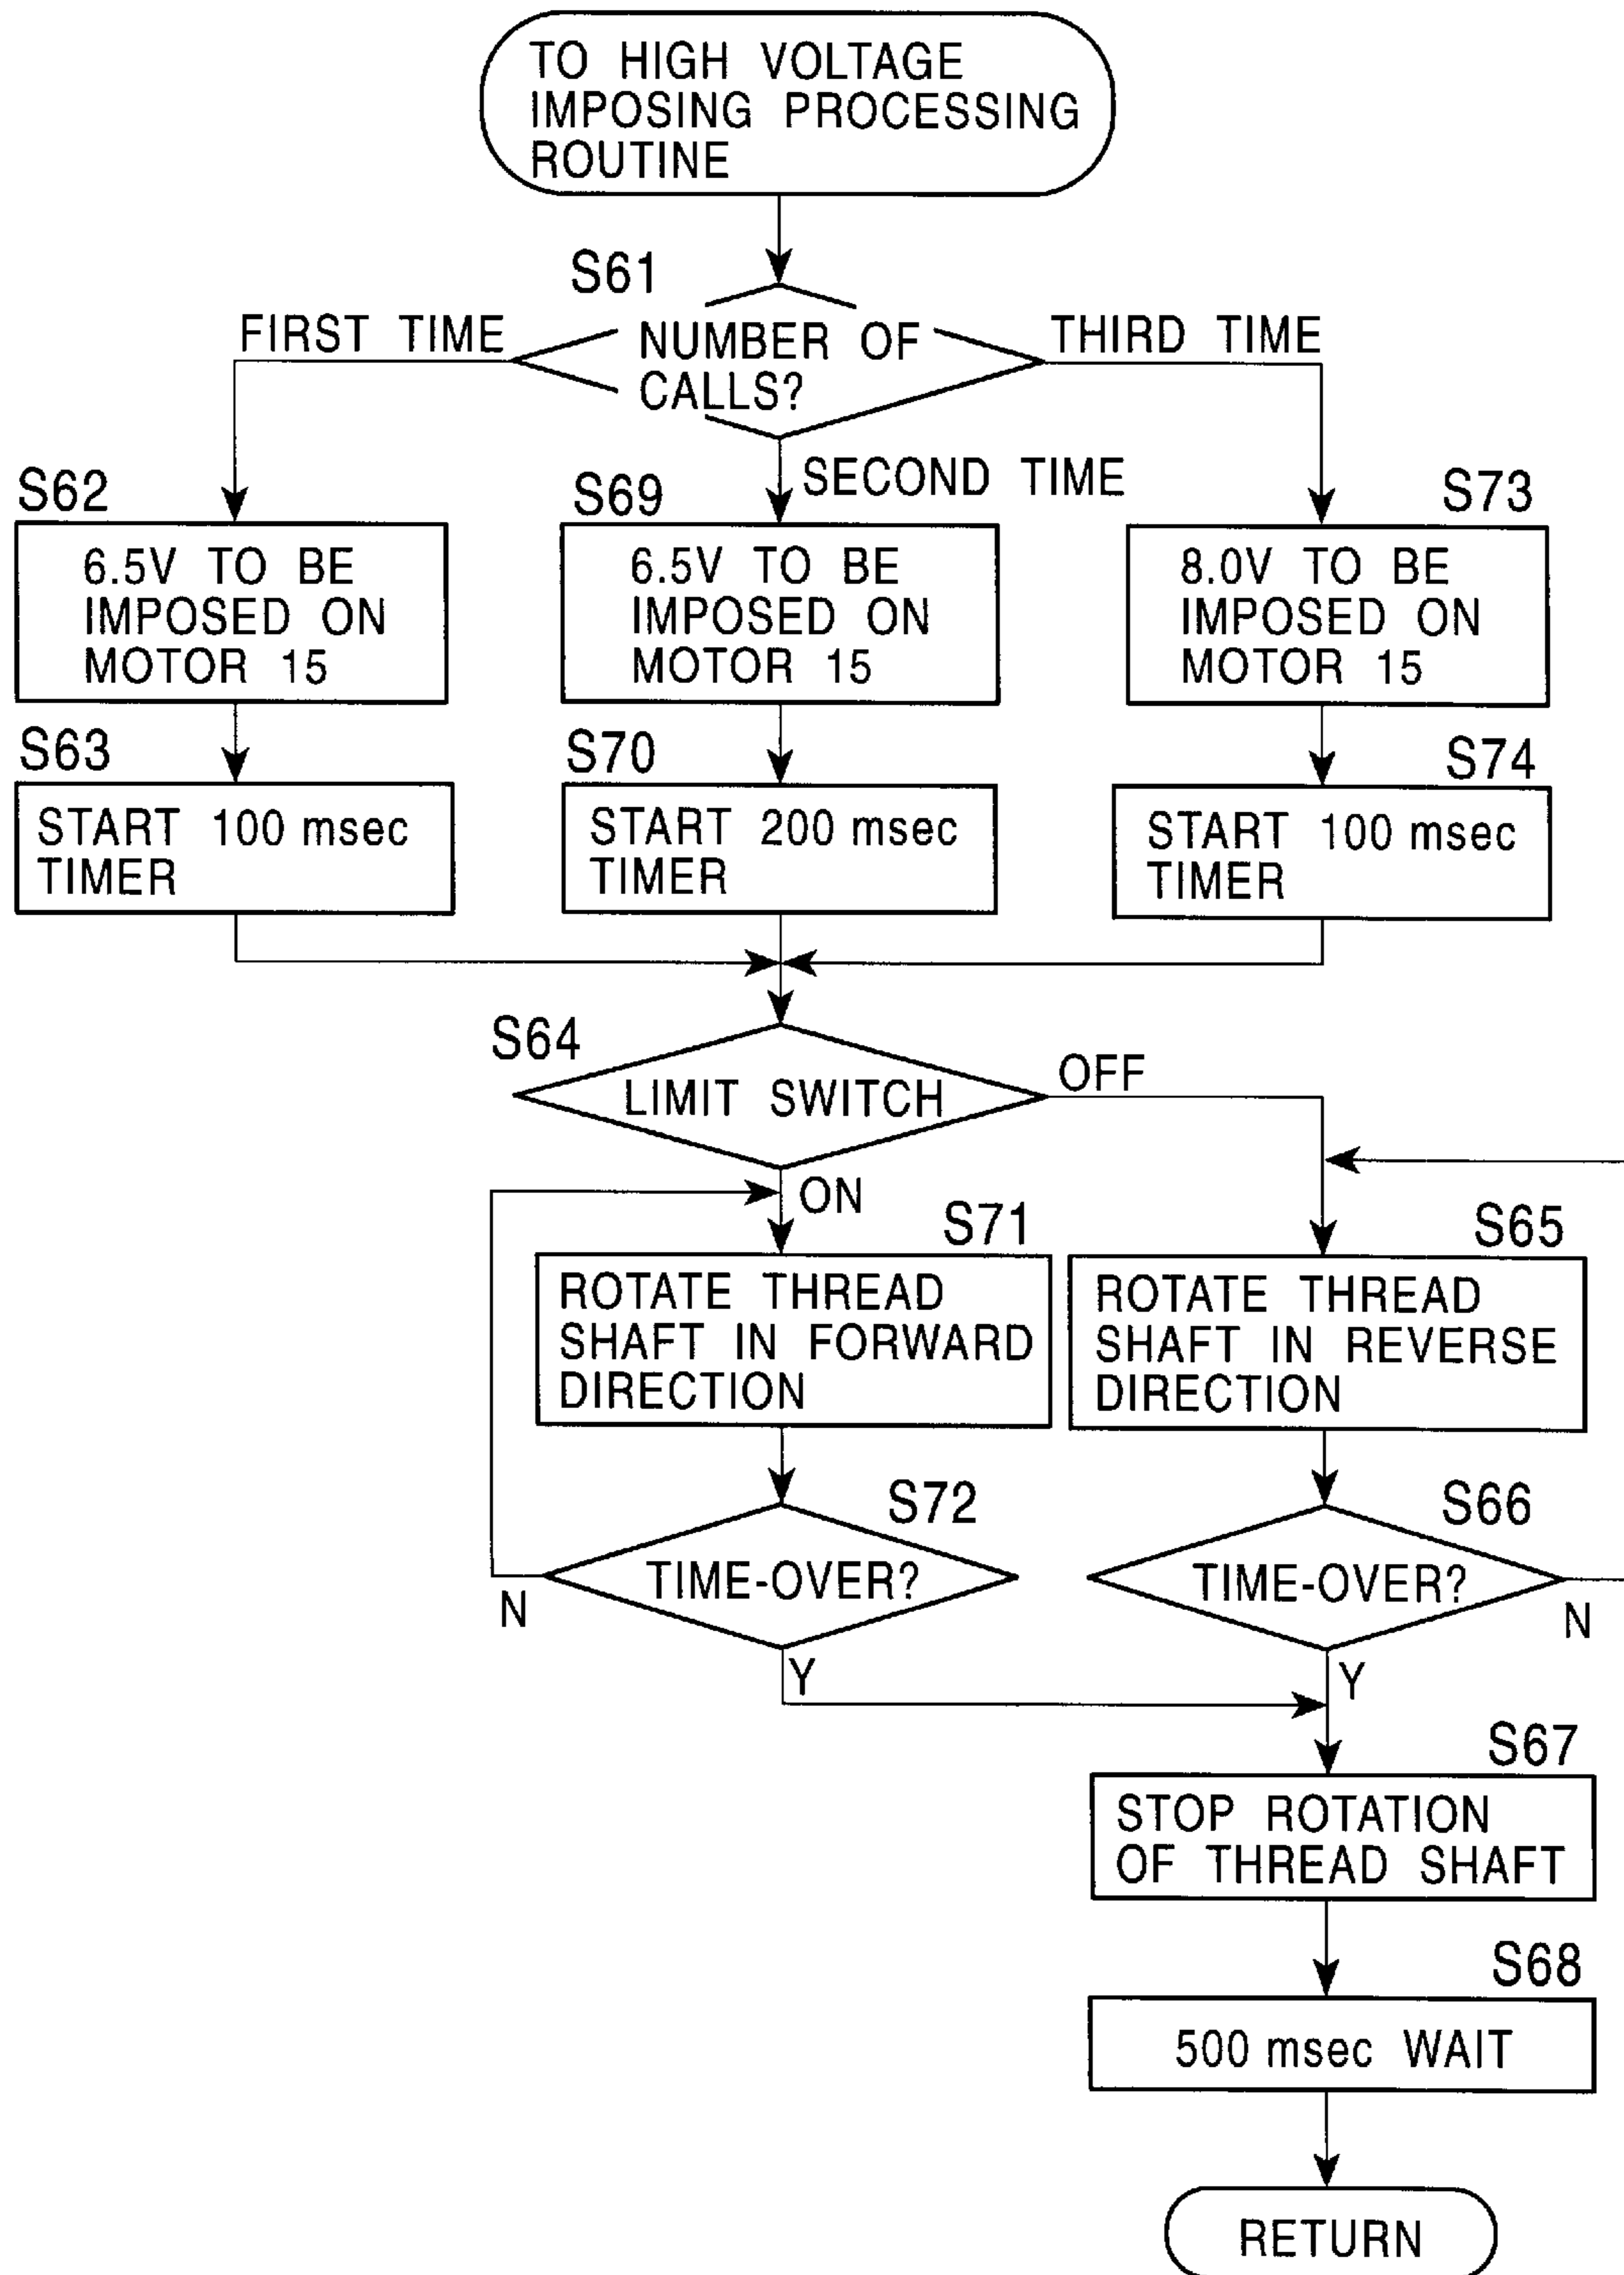 TO HIGH VOLTAGE
IMPOSING PROCESSING
ROUTINE
S61
FIRST TIME
NUMBER OF
CALLS?
THIRD TIME
SECOND TIME
S62
6.5V TO BE
IMPOSED ON
MOTOR 15
S69
6.5V TO BE
IMPOSED ON
MOTOR 15
S73
8.0V TO BE
IMPOSED ON
MOTOR 15
S63
START 100 msec
TIMER
S70
START 200 msec
TIMER
S74
START 100 msec
TIMER
S64
LIMIT SWITCH
OFF
ON
S71
ROTATE THREAD
SHAFT IN FORWARD
DIRECTION
S65
ROTATE THREAD
SHAFT IN REVERSE
DIRECTION
S72
TIME-OVER?
N
Y
S66
TIME-OVER?
N
Y
S67
STOP ROTATION
OF THREAD SHAFT
S68
500 msec WAIT
RETURN